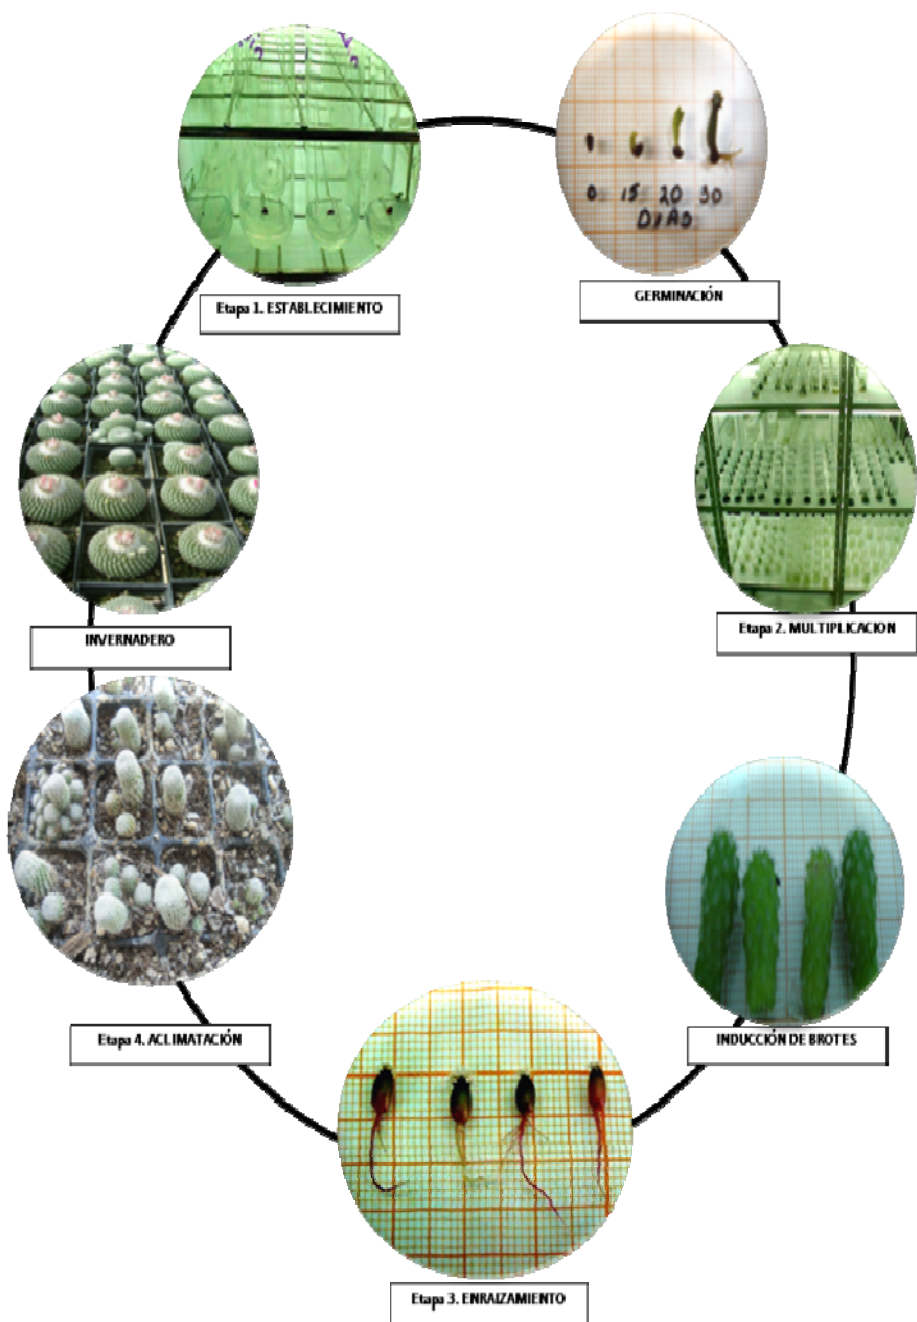 Etapa 1. ESTABLECIMIENTO
0 15 20 30
DIAS
GERMINACIÓN
Etapa 2. MULTIPLICACION
INDUCCIÓN DE BROTES
Etapa 3. ENRAIZAMIENTO
Etapa 4. ACLIMATACIÓN
INVERNADERO